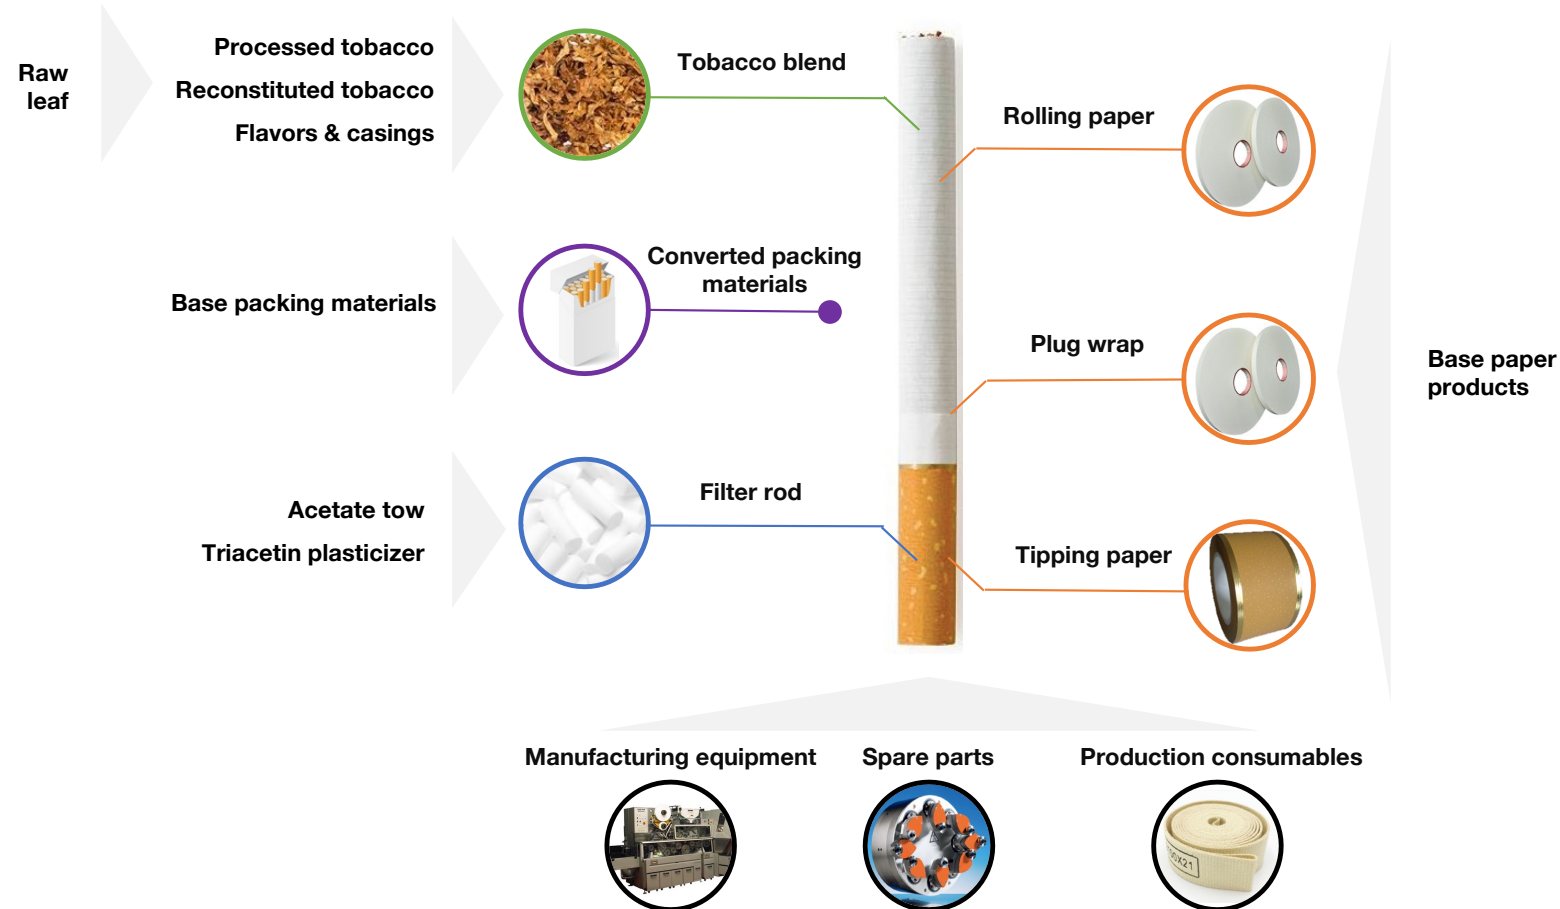 Raw
leaf
Processed tobacco
Reconstituted tobacco
Flavors & casings
Tobacco blend
Rolling paper
Base packing materials
Converted packing
materials
Plug wrap
Base paper
products
Acetate tow
Triacetin plasticizer
Filter rod
Tipping paper
Manufacturing equipment
Spare parts
Production consumables